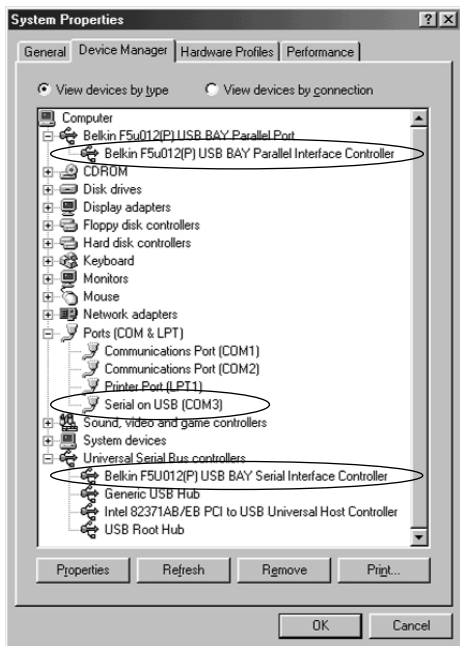 System Properties
General Device Manager Hardware Profiles Performance
View devices by type View devices by connection
Computer
Belkin F5u012(P) USB BAY Parallel Port
Belkin F5u012(P) USB BAY Parallel Interface Controller
CDROM
Disk drives
Display adapters
Floppy disk controllers
Hard disk controllers
Keyboard
Monitors
Mouse
Network adapters
Ports (COM & LPT)
Communications Port (COM1)
Communications Port (COM2)
Printer Port (LPT1)
Serial on USB (COM3)
Sound, video and game controllers
System devices
Universal Serial Bus controllers
Belkin F5U012(P) USB BAY Serial Interface Controller
Generic USB Hub
Intel 82371AB/EB PCI to USB Universal Host Controller
USB Root Hub
Properties Refresh Remove Print...
OK Cancel